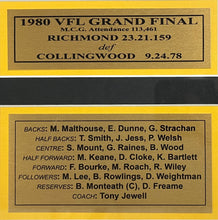 1980 VFL GRAND FINAL
M.C.G. Attendance 113,461
RICHMOND 23.21.159
def
COLLINGWOOD 9.24.78
BACKS: M. Malthouse, E. Dunne, G. Strachan
HALF BACKS: T. Smith, J. Jess, P. Welsh
CENTRE: S. Mount, G. Raines, B. Wood
HALF FORWARD: M. Keane, D. Cloke, K. Bartlett
FORWARD: F. Bourke, M. Roach, R. Wiley
FOLLOWERS: M. Lee, B. Rowlings, D. Weightman
RESERVES: B. Monteath (C), D. Freame
COACH: Tony Jewell